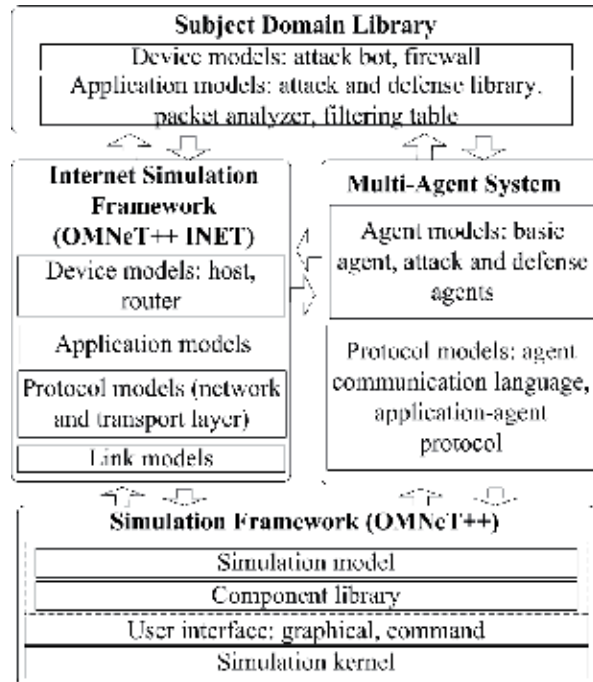 Subject Domain Library
Device models: attack bot, firewall
Application models: attack and defense library,
packet analyzer, filtering table
Internet Simulation
Framework
(OMNeT++ INET)
Device models: host,
router
Application models
Protocol models (network
and transport layer)
Link models
Multi-Agent System
Agent models: basic
agent, attack and defense
agents
Protocol models: agent
communication language,
application-agent
protocol
Simulation Framework (OMNeT++)
Simulation model
Component library
User interface: graphical, command
Simulation kernel